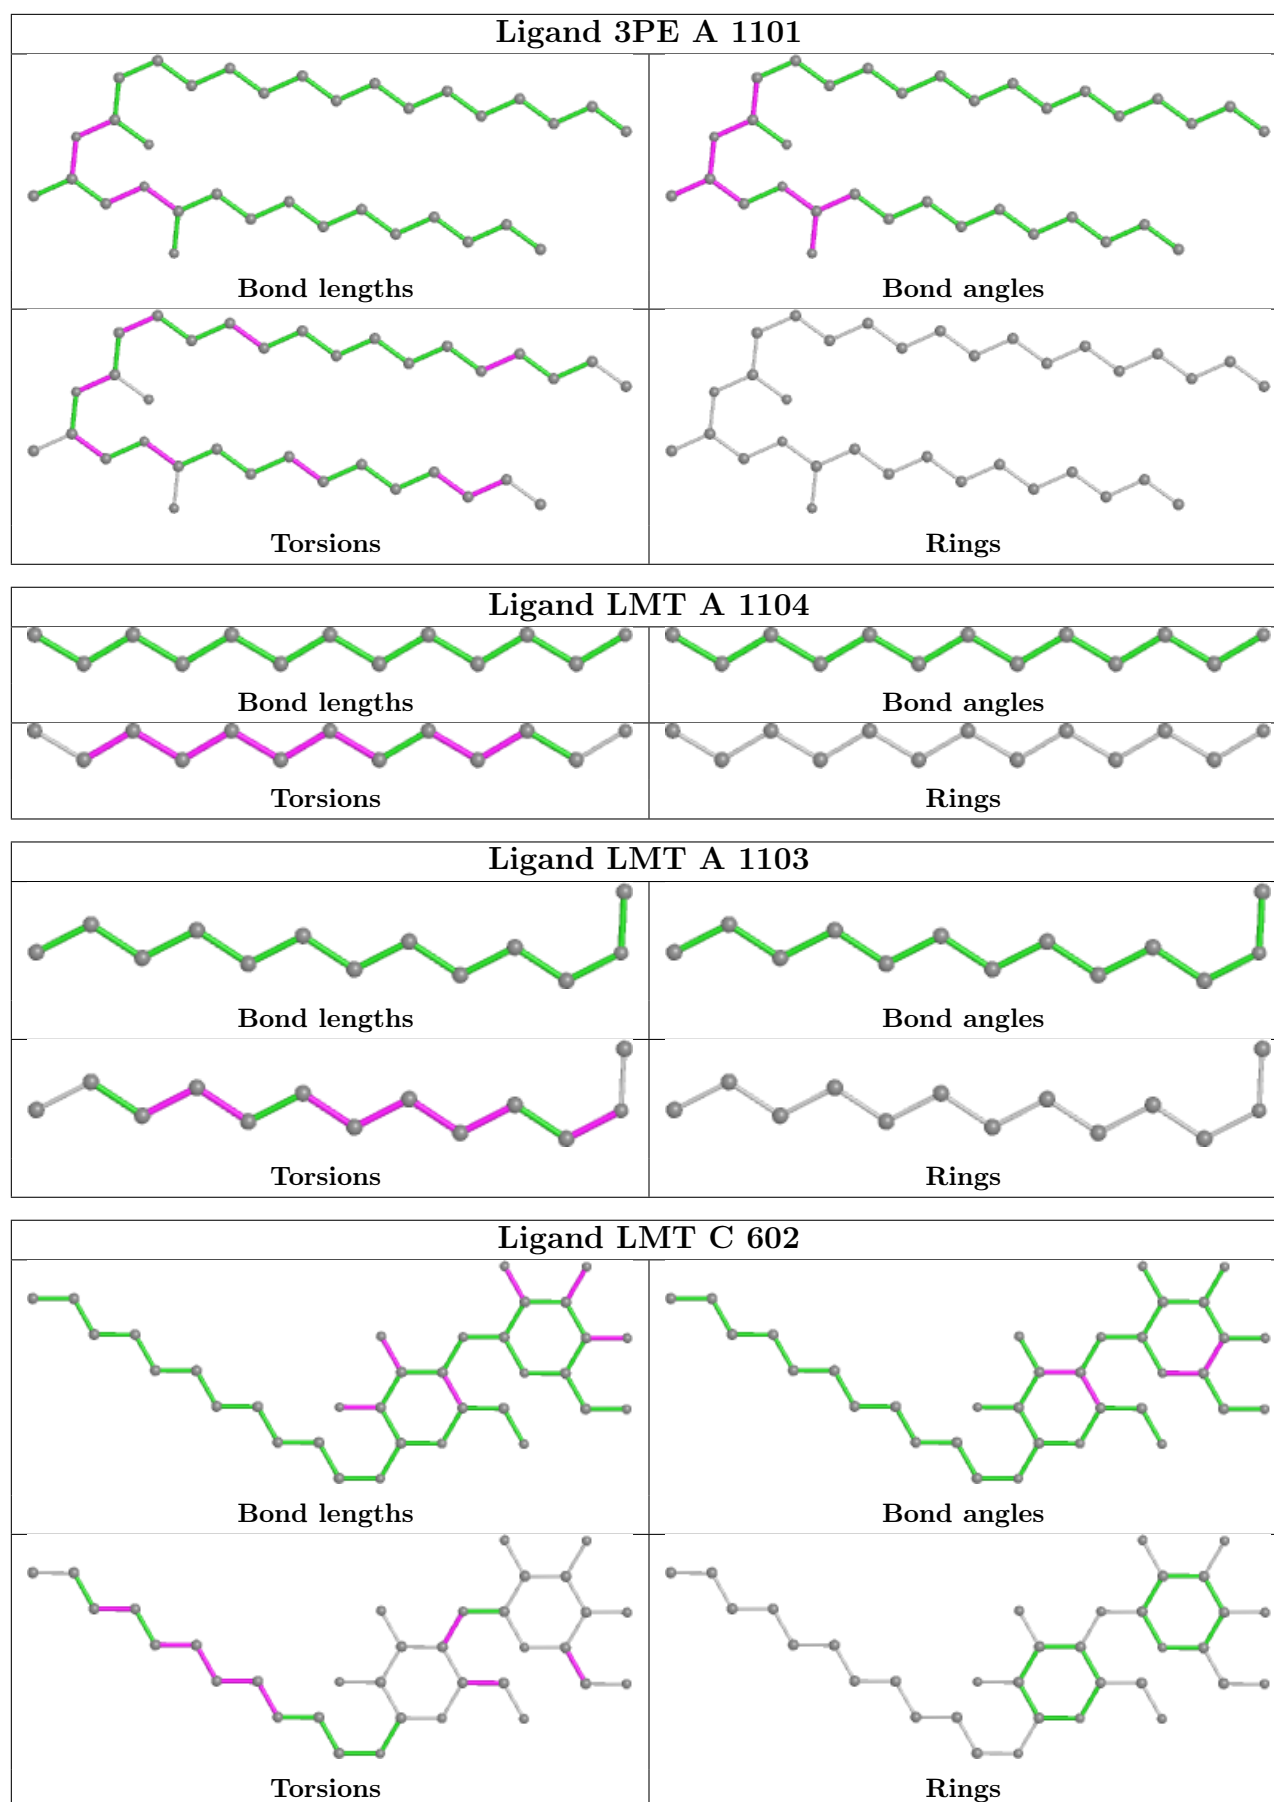 Ligand 3PE A 1101
Bond lengths
Bond angles
Torsions
Rings
Ligand LMT A 1104
Bond lengths
Bond angles
Torsions
Rings
Ligand LMT A 1103
Bond lengths
Bond angles
Torsions
Rings
Ligand LMT C 602
Bond lengths
Bond angles
Torsions
Rings